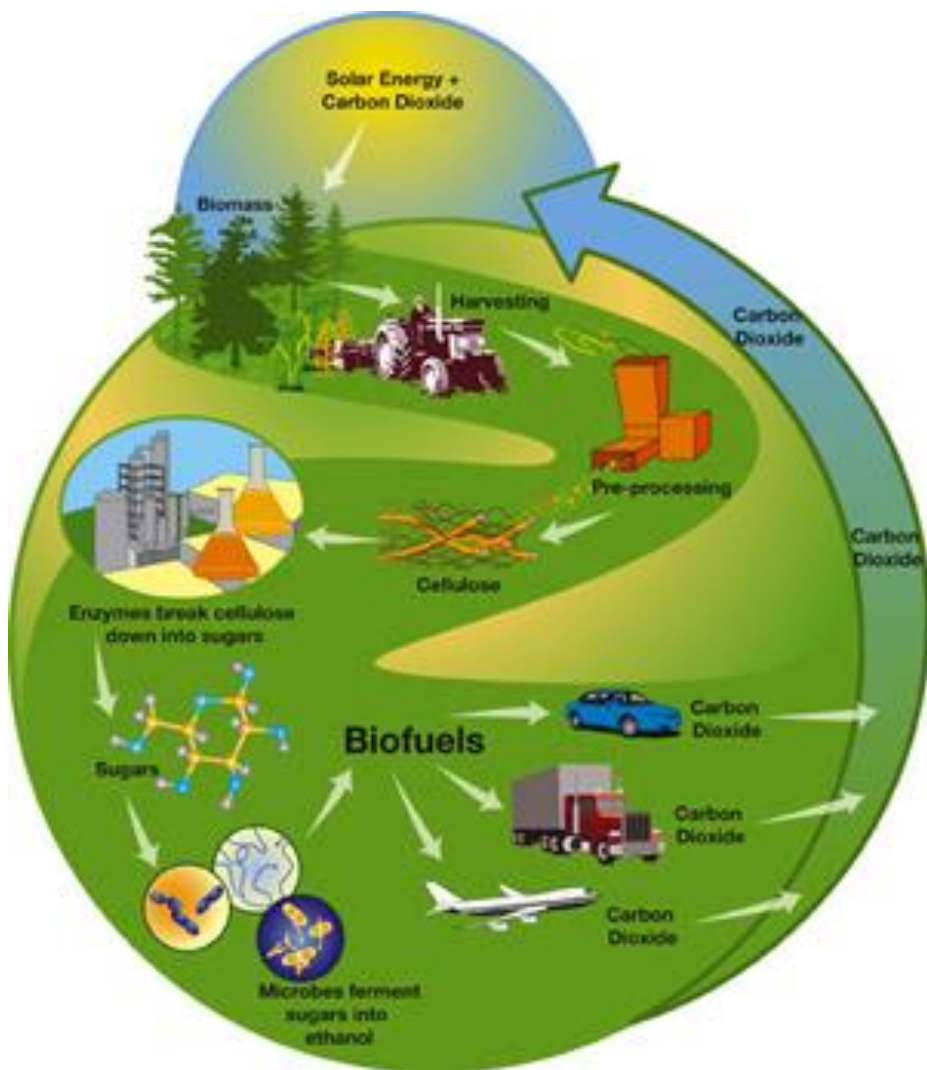 Solar Energy +
Carbon Dioxide
Biomass
Harvesting
Carbon
Dioxide
Pre-processing
Cellulose
Carbon
Dioxide
Enzymes break cellulose
down into sugars
Sugars
Biofuels
Carbon
Dioxide
Carbon
Dioxide
Carbon
Dioxide
Microbes ferment
sugars into
ethanol